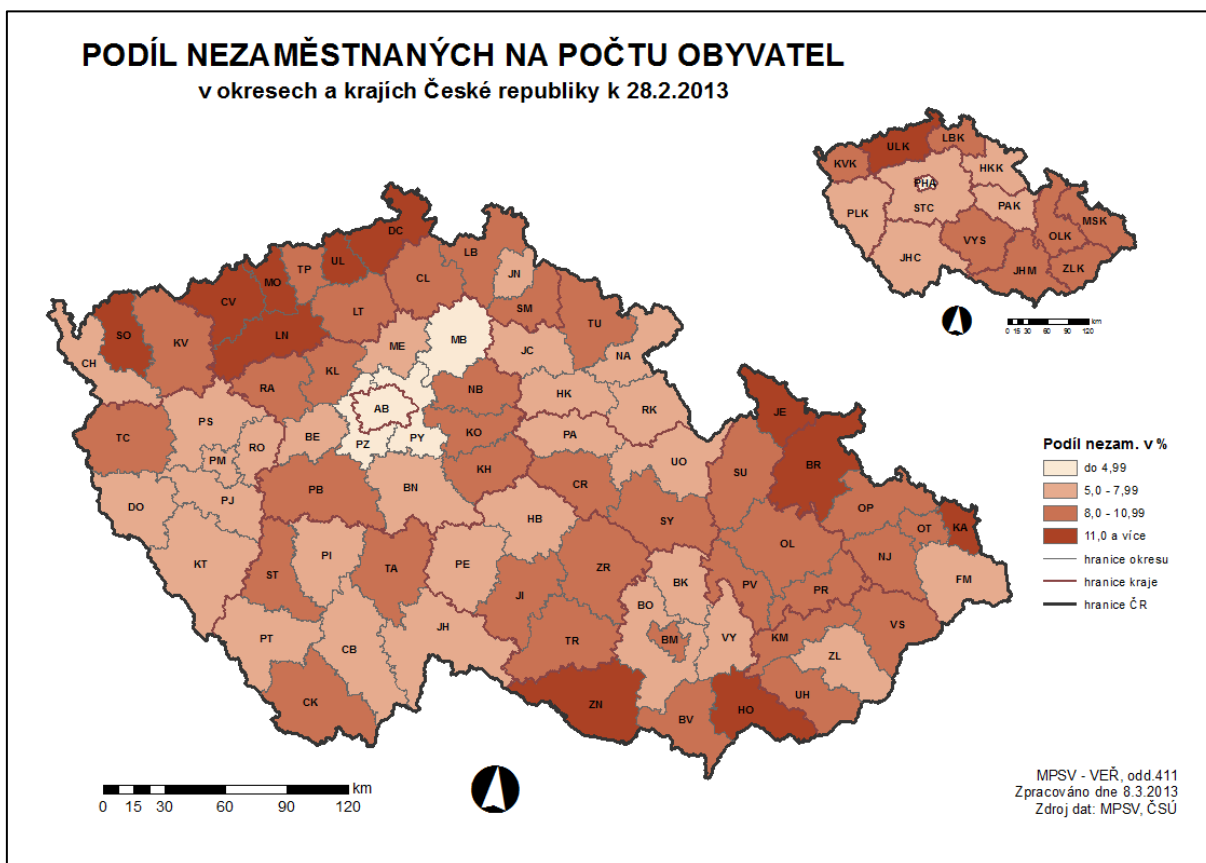 PODÍL NEZAMĚSTNANÝCH NA POČTU OBYVATEL
v okresech a krajích České republiky k 28.2.2013
ULK
LBK
KVK
HKK
PHA
PLK
STC
PAK
MSK
OLK
VYS
JHC
JHM
ZLK
km
0 15 30 60 90 120
DC
UL
LB
TP
MO
CL
JN
CV
SM
LT
TU
SO
KV
LN
MB
ME
JC
NA
CH
KL
RA
NB
HK
AB
RK
JE
PS
TC
RO
BE
PZ
PY
KO
PA
PM
UO
SU
BR
KH
CR
PB
BN
PJ
DO
HB
SY
OP
OT
KA
OL
NJ
KT
PI
ST
TA
PE
ZR
BK
PV
PR
FM
JI
BO
JH
TR
BM
VY
KM
VS
PT
CB
ZL
CK
ZN
BV
HO
UH
Podíl nezam. v %
do 4,99
5,0 - 7,99
8,0 - 10,99
11,0 a více
hranice okresu
hranice kraje
hranice ČR
km
0 15 30 60 90 120
MPSV - VEŘ, odd.411
Zpracováno dne 8.3.2013
Zdroj dat: MPSV, ČSÚ